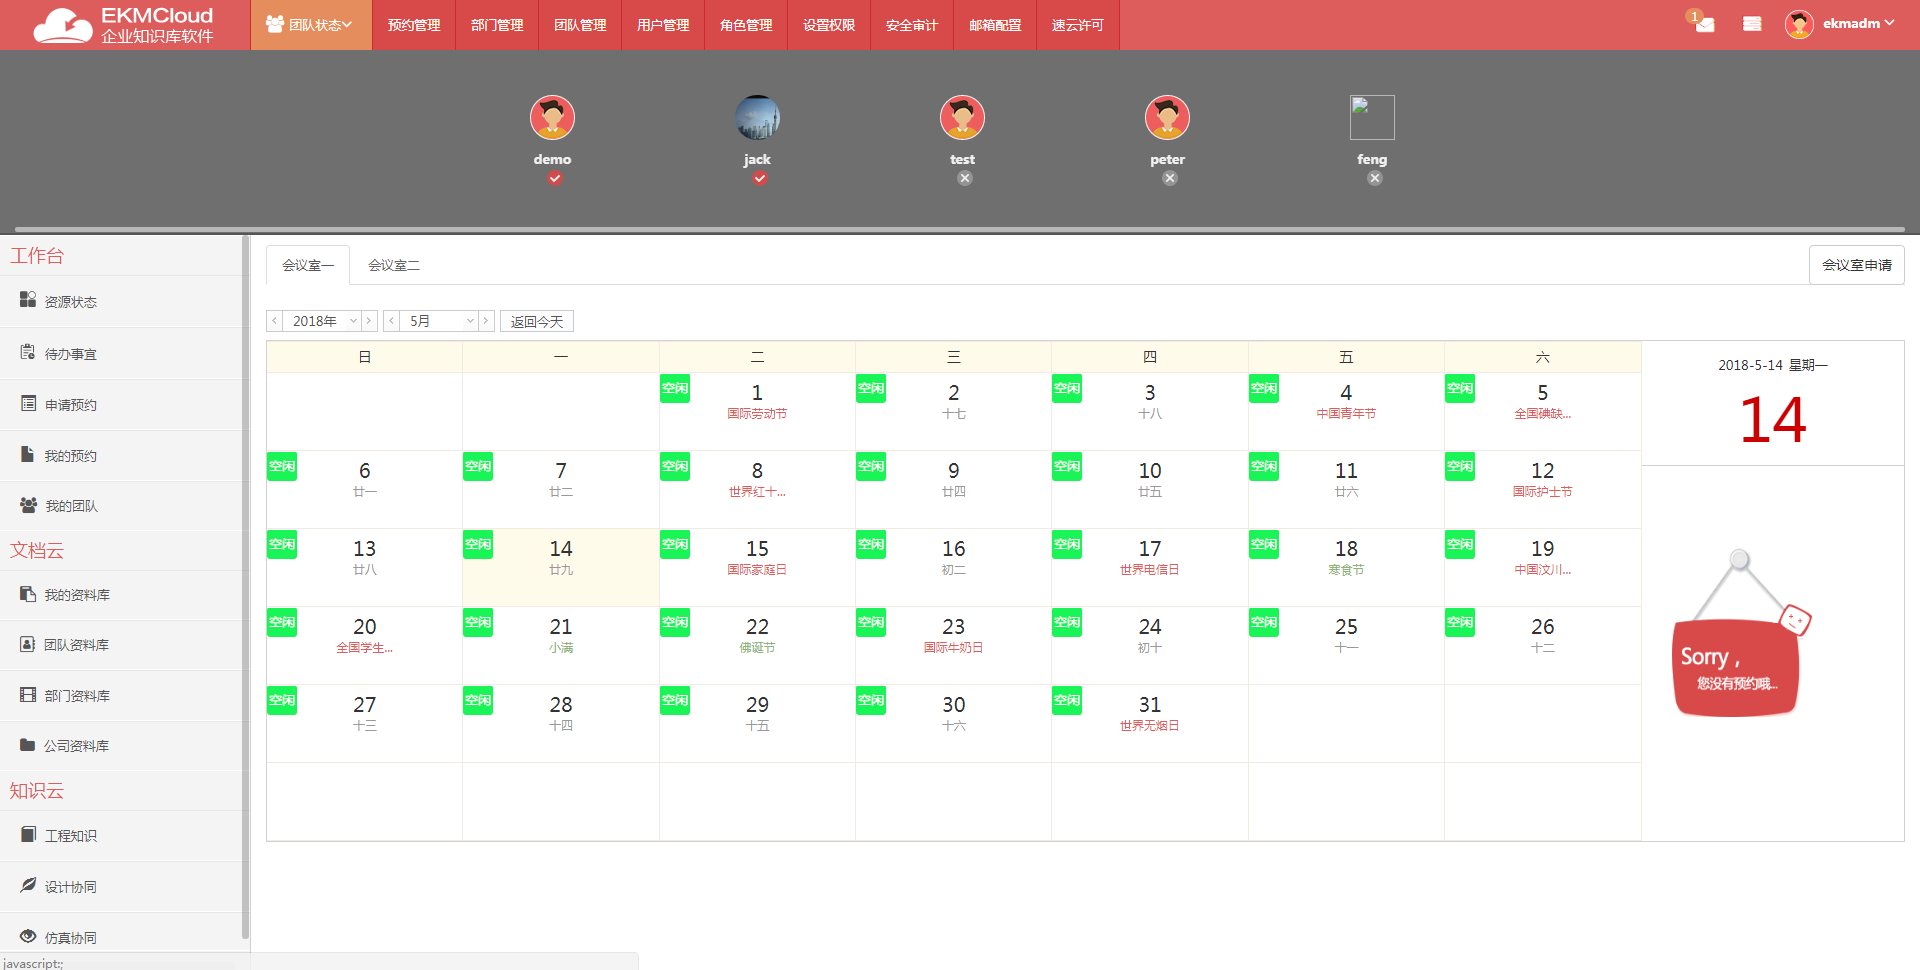 EKMCloud
企业知识库软件
团队状态 预约管理 部门管理 团队管理 用户管理 角色管理 设置权限 安全审计 邮箱配置 速云许可
1
ekmadm
demo jack test peter feng
工作台
资源状态
待办事宜
申请预约
我的预约
我的团队
文档云
我的资料库
团队资料库
部门资料库
公司资料库
知识云
工程知识
设计协同
仿真协同
javascript:;
会议室一 会议室二 会议室申请
2018年 5月 返回今天
日 一 二 三 四 五 六
空闲 1 空闲 2 空闲 3 空闲 4 空闲 5
国际劳动节 十七 十八 中国青年节 全国碘缺...
空闲 6 空闲 7 空闲 8 空闲 9 空闲 10 空闲 11 空闲 12
廿一 廿二 世界红十... 廿四 廿五 廿六 国际护士节
空闲 13 空闲 14 空闲 15 空闲 16 空闲 17 空闲 18 空闲 19
廿八 廿九 国际家庭日 初二 世界电信日 寒食节 中国汶川...
空闲 20 空闲 21 空闲 22 空闲 23 空闲 24 空闲 25 空闲 26
全国学生... 小满 佛诞节 国际牛奶日 初十 十一 十二
空闲 27 空闲 28 空闲 29 空闲 30 空闲 31
十三 十四 十五 十六 世界无烟日
2018-5-14 星期一
14
Sorry ,
您没有预约哦...